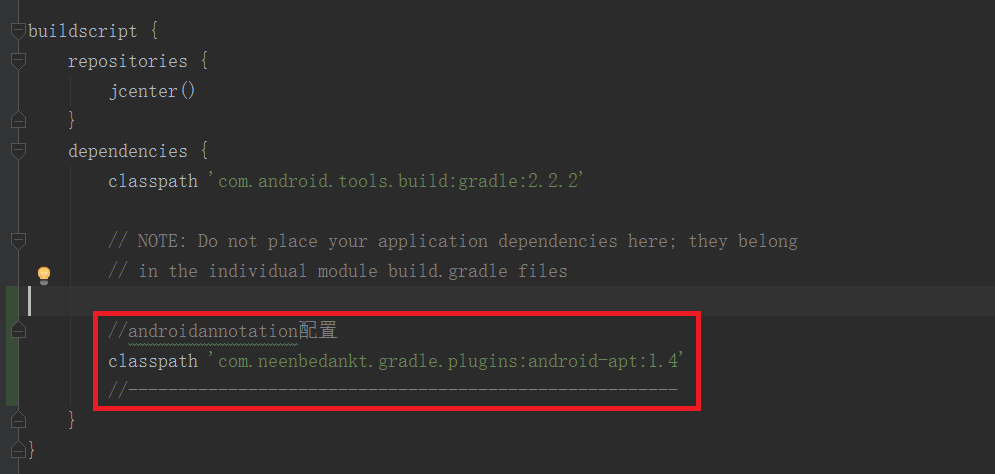 buildscript {
    repositories {
        jcenter()
    }
    dependencies {
        classpath 'com.android.tools.build:gradle:2.2.2'
        // NOTE: Do not place your application dependencies here; they belong
        // in the individual module build.gradle files
        //androidannotation配置
        classpath 'com.neenbedankt.gradle.plugins:android-apt:1.4'
        //-------------------------------------------------------
    }
}